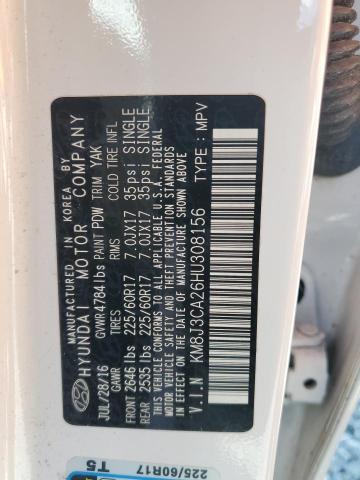 MANUFACTURED IN KOREA BY
HYUNDAI MOTOR COMPANY
JUL/28/16 GVWR 4784 lbs PAINT PDW TRIM YAK
GAWR TIRES RIMS COLD TIRE INFL
FRONT 2646 lbs 225/60R17 7.0JX17 35psi SINGLE
REAR 2535 lbs 225/60R17 7.0JX17 35psi SINGLE
THIS VEHICLE CONFORMS TO ALL APPLICABLE U.S.A. FEDERAL
MOTOR VEHICLE SAFETY, BUMPER, AND THEFT PREVENTION STANDARDS
IN EFFECT ON THE DATE OF MANUFACTURE SHOWN ABOVE.
V.I.N : KM8J3CA26HU308156 TYPE : MPV
225/60R17
T5